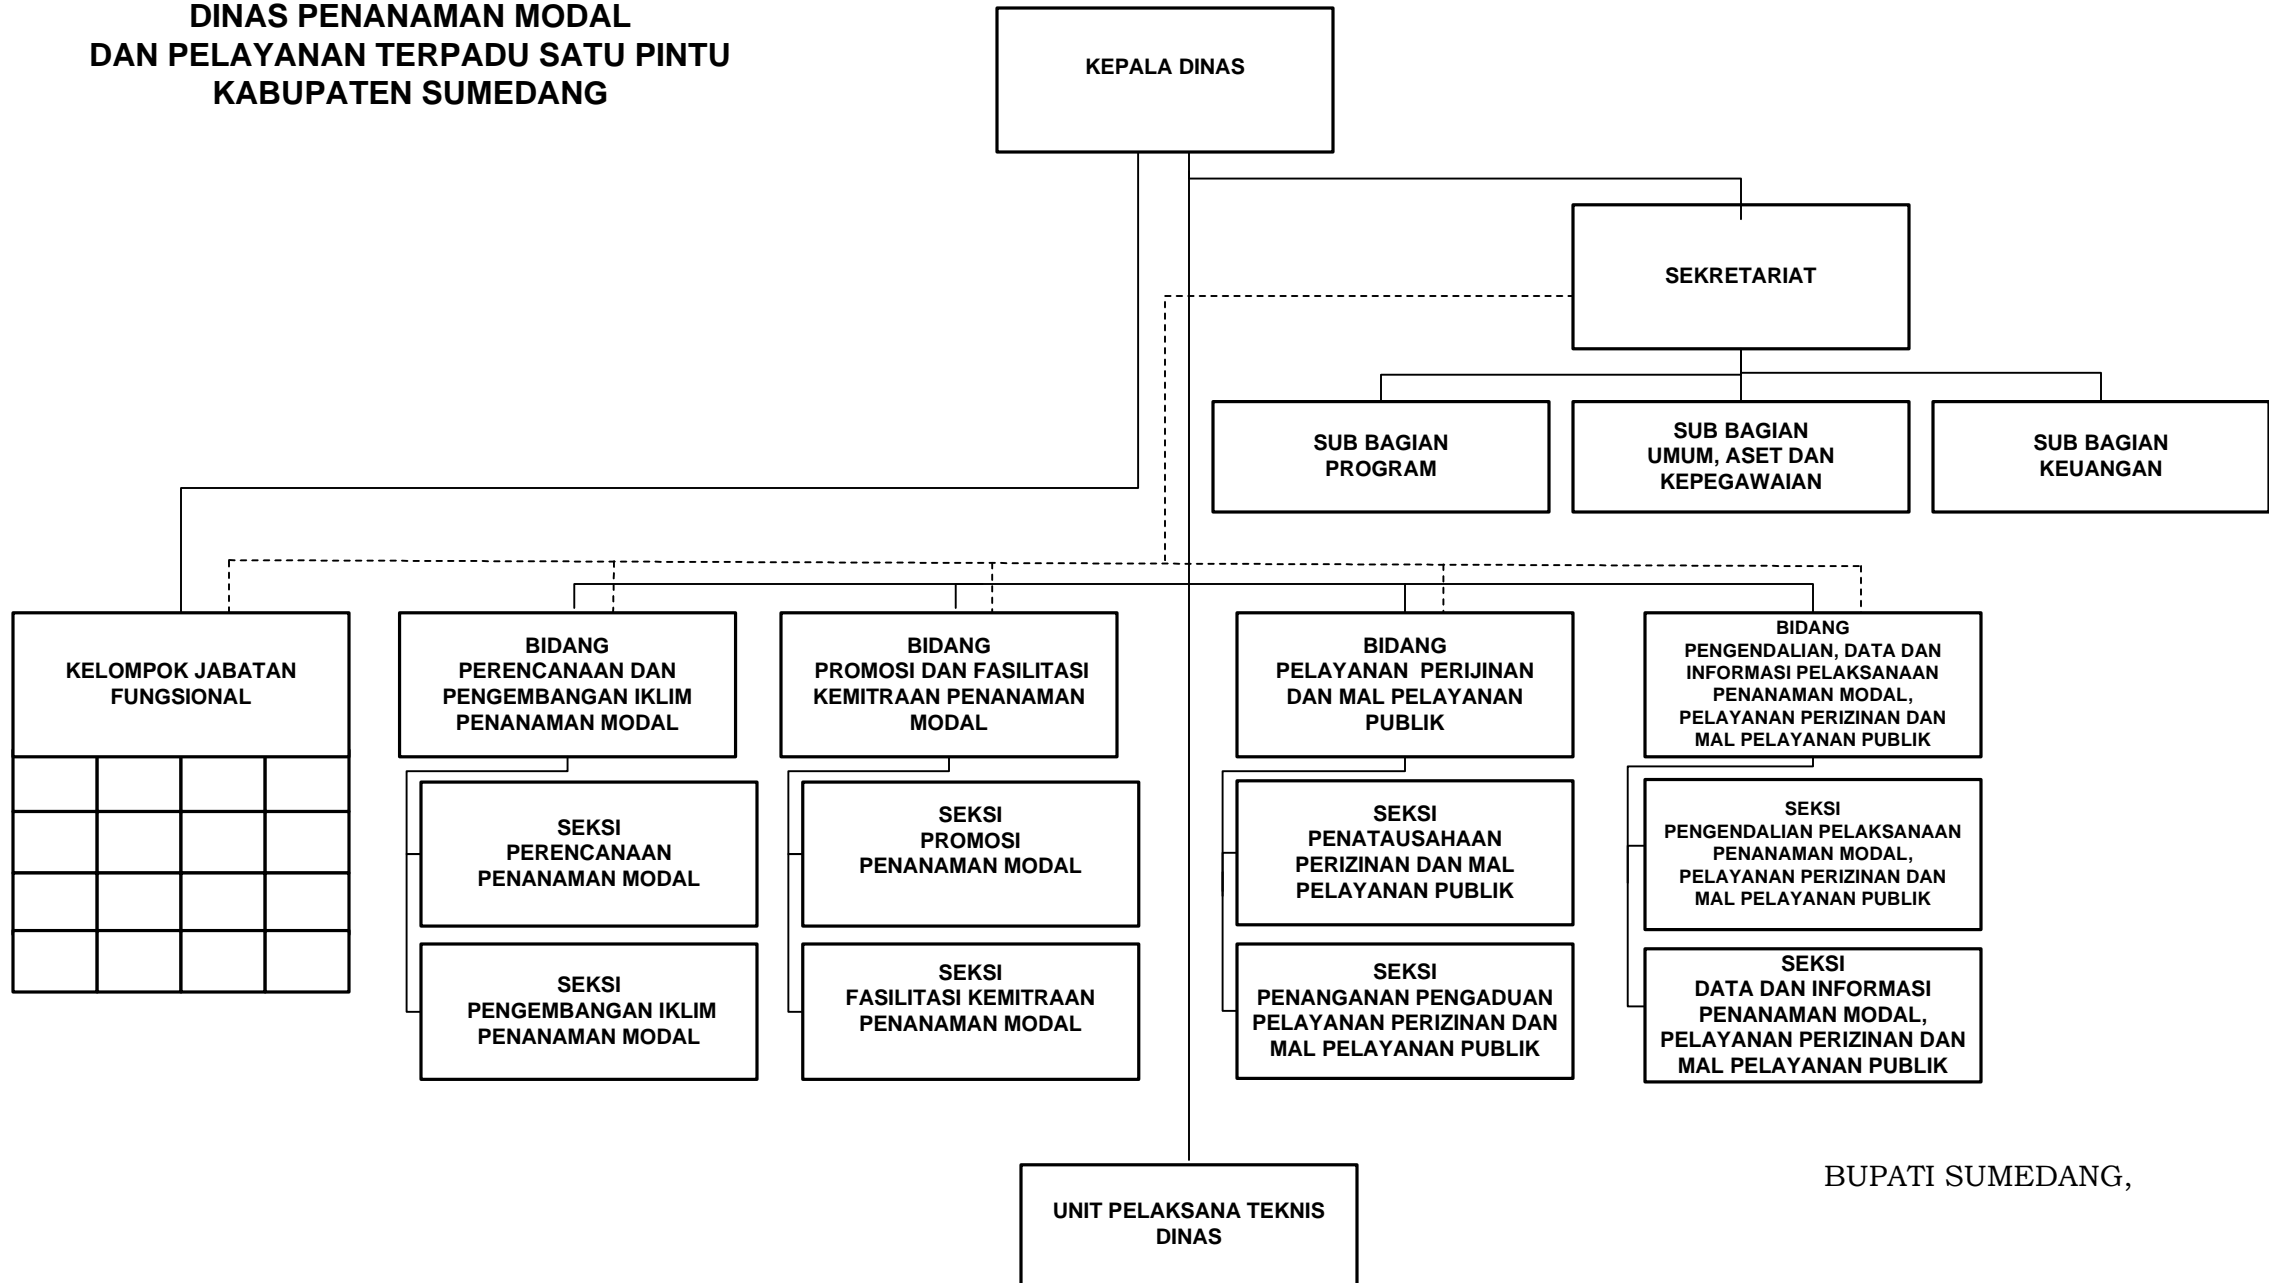 DINAS PENANAMAN MODAL
DAN PELAYANAN TERPADU SATU PINTU
KABUPATEN SUMEDANG
KEPALA DINAS
SEKRETARIAT
SUB BAGIAN
PROGRAM
SUB BAGIAN
UMUM, ASET DAN
KEPEGAWAIAN
SUB BAGIAN
KEUANGAN
KELOMPOK JABATAN
FUNGSIONAL
BIDANG
PERENCANAAN DAN
PENGEMBANGAN IKLIM
PENANAMAN MODAL
BIDANG
PROMOSI DAN FASILITASI
KEMITRAAN PENANAMAN
MODAL
BIDANG
PELAYANAN PERIJINAN
DAN MAL PELAYANAN
PUBLIK
BIDANG
PENGENDALIAN, DATA DAN
INFORMASI PELAKSANAAN
PENANAMAN MODAL,
PELAYANAN PERIZINAN DAN
MAL PELAYANAN PUBLIK
SEKSI
PERENCANAAN
PENANAMAN MODAL
SEKSI
PROMOSI
PENANAMAN MODAL
SEKSI
PENATAUSAHAAN
PERIZINAN DAN MAL
PELAYANAN PUBLIK
SEKSI
PENGENDALIAN PELAKSANAAN
PENANAMAN MODAL,
PELAYANAN PERIZINAN DAN
MAL PELAYANAN PUBLIK
SEKSI
PENGEMBANGAN IKLIM
PENANAMAN MODAL
SEKSI
FASILITASI KEMITRAAN
PENANAMAN MODAL
SEKSI
PENANGANAN PENGADUAN
PELAYANAN PERIZINAN DAN
MAL PELAYANAN PUBLIK
SEKSI
DATA DAN INFORMASI
PENANAMAN MODAL,
PELAYANAN PERIZINAN DAN
MAL PELAYANAN PUBLIK
UNIT PELAKSANA TEKNIS
DINAS
BUPATI SUMEDANG,